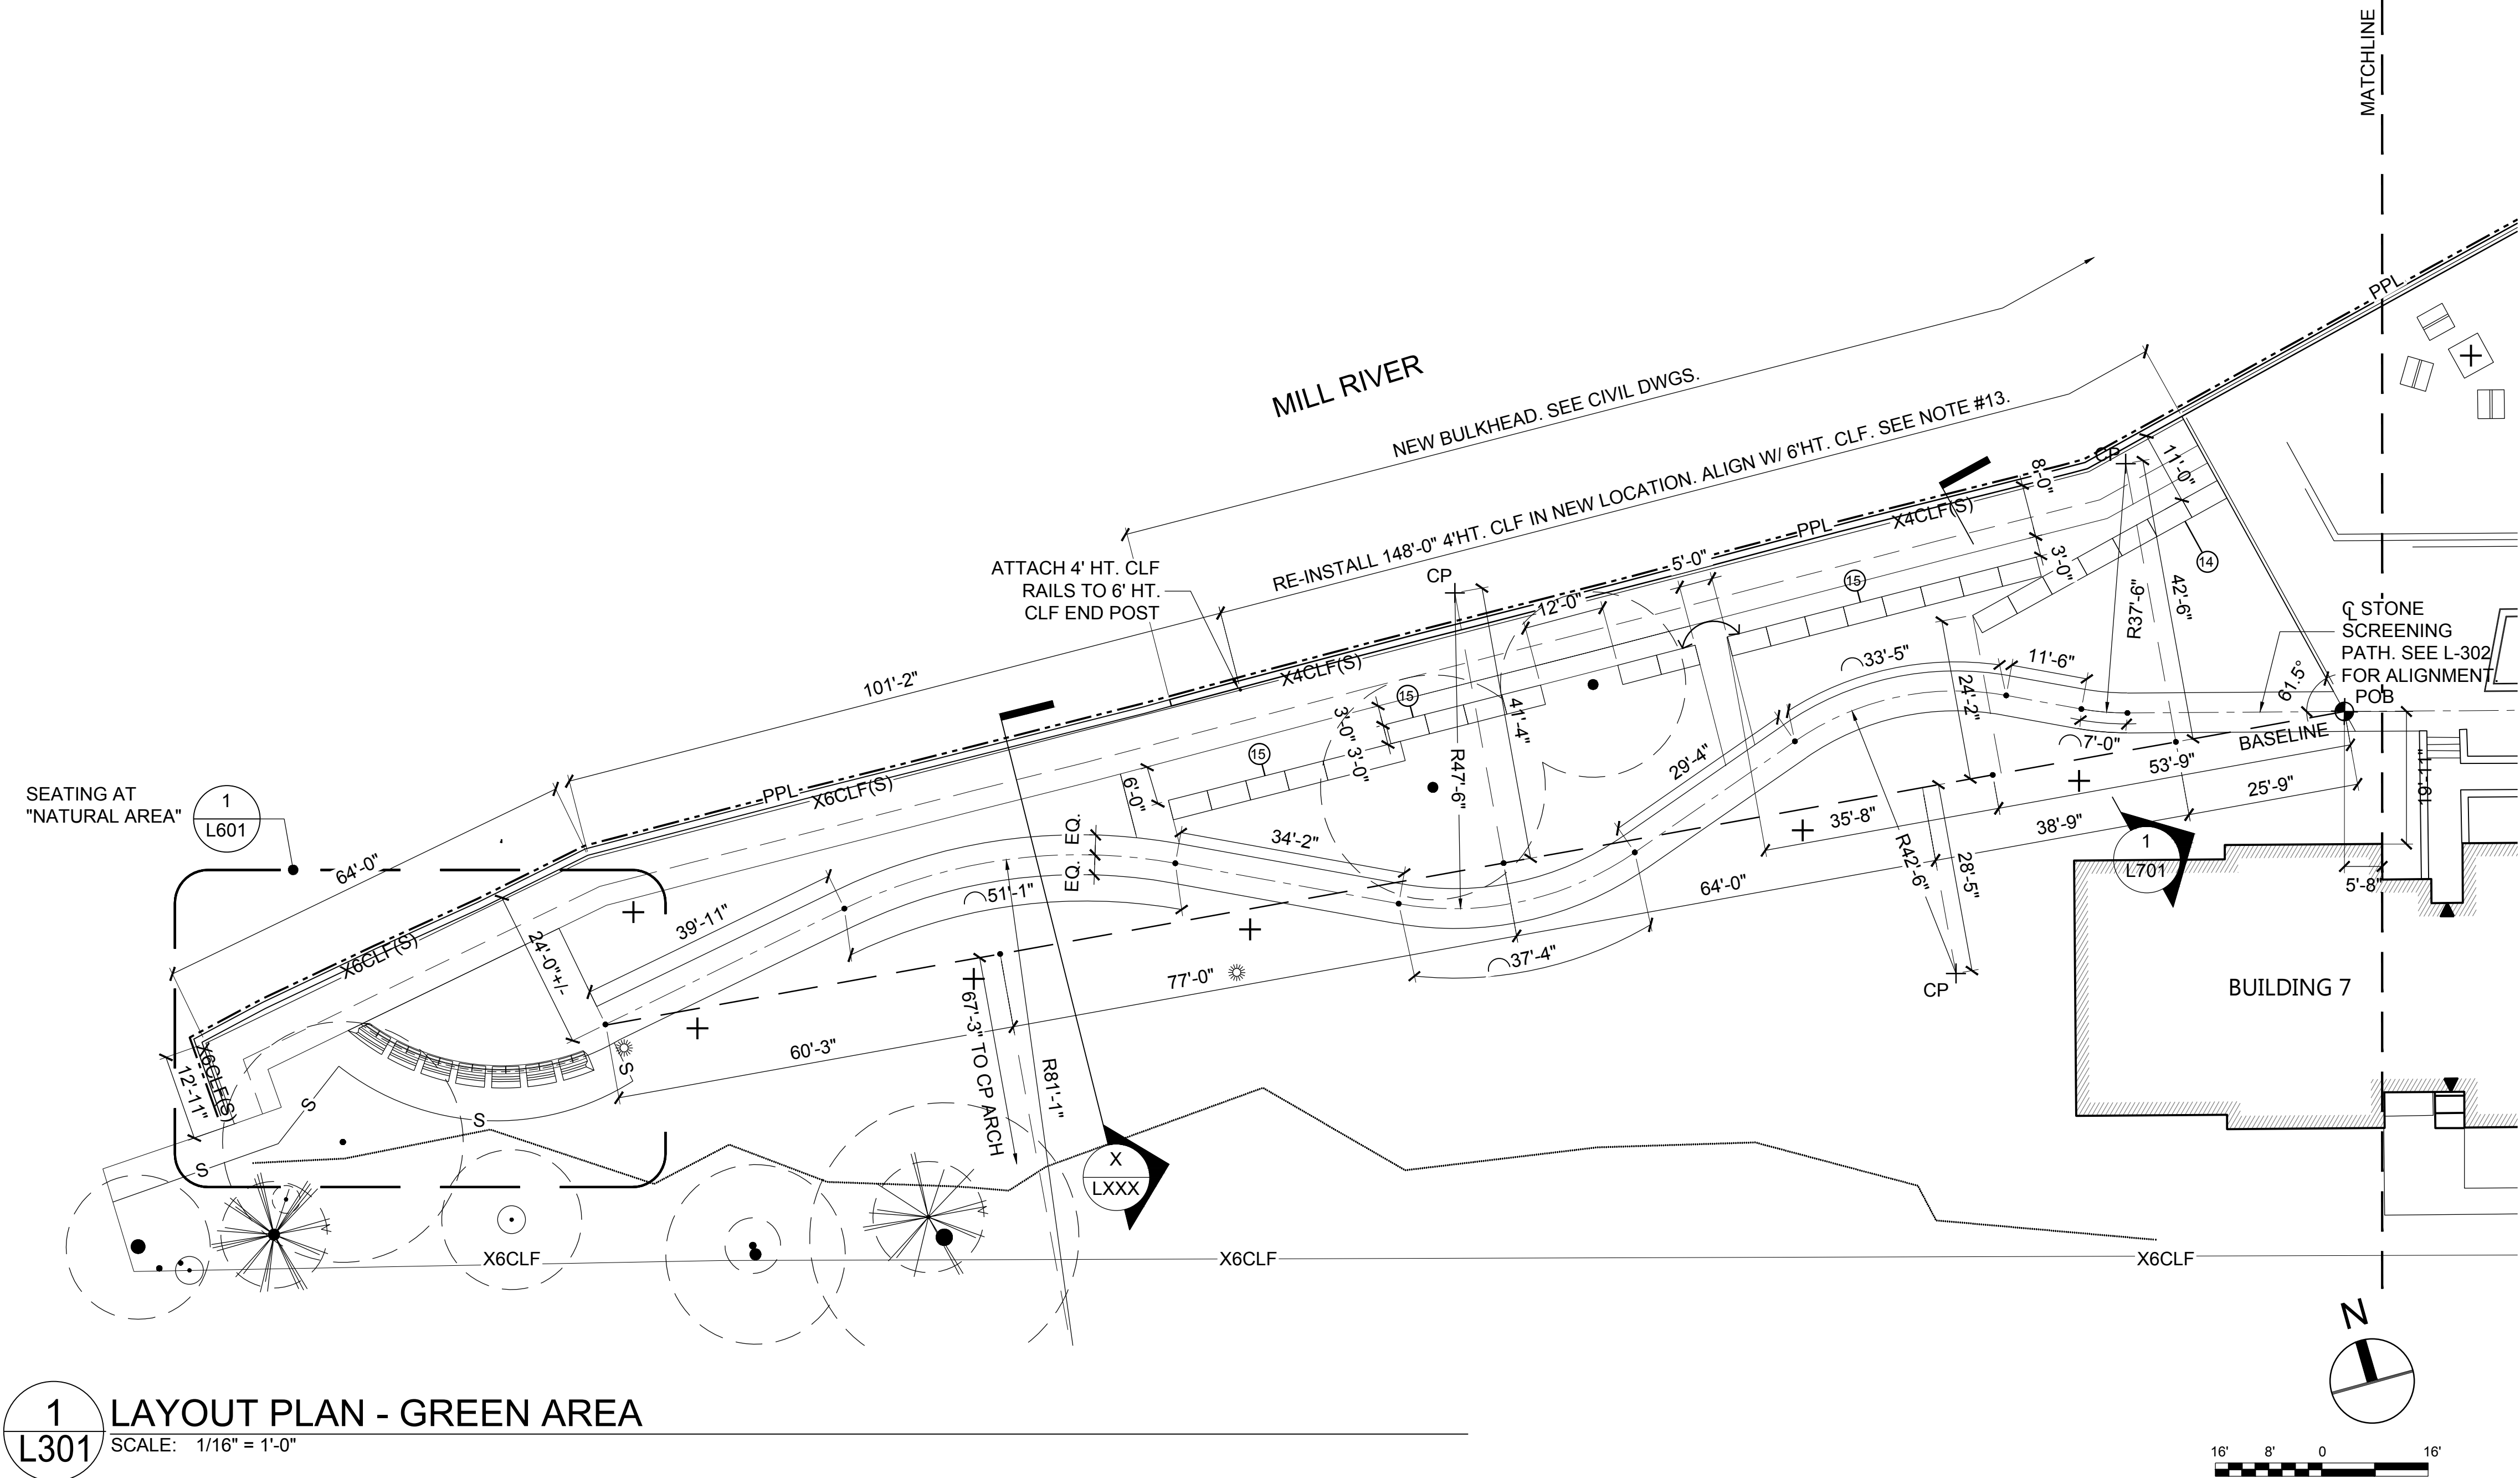 MATCHLINE
PPL
MILL RIVER
NEW BULKHEAD. SEE CIVIL DWGS.
RE-INSTALL 148'-0" 4'HT. CLF IN NEW LOCATION. ALIGN W/ 6'HT. CLF. SEE NOTE #13.
CP
8'-0"
11'-0"
X4CLF(S)
PPL
5'-0"
ATTACH 4' HT. CLF
RAILS TO 6' HT.
CLF END POST
CP
12'-0"
15
3'-0"
14
R37'-6"
42'-6"
℄ STONE
SCREENING
PATH. SEE L-302
FOR ALIGNMENT.
POB
61.5°
101'-2"
X4CLF(S)
15
3'-0"
3'-0"
41'-4"
33'-5"
11'-6"
24'-2"
7'-0"
BASELINE
53'-9"
25'-9"
19'-11"
29'-4"
R47'-6"
15
PPL
X6CLF(S)
6'-0"
EQ.
EQ.
34'-2"
35'-8"
38'-9"
R42'-6"
28'-5"
1
L701
5'-8"
SEATING AT
"NATURAL AREA"
1
L601
64'-0"
39'-11"
51'-1"
64'-0"
X6CLF(S)
24'-0"+/-
37'-4"
77'-0"
CP
BUILDING 7
60'-3"
67'-3" TO CP ARCH
R81'-1"
X6CLF(S)
12'-11"
S
S
S
S
X
LXXX
X6CLF
X6CLF
X6CLF
N
1
L301
LAYOUT PLAN - GREEN AREA
SCALE: 1/16" = 1'-0"
16' 8' 0 16'